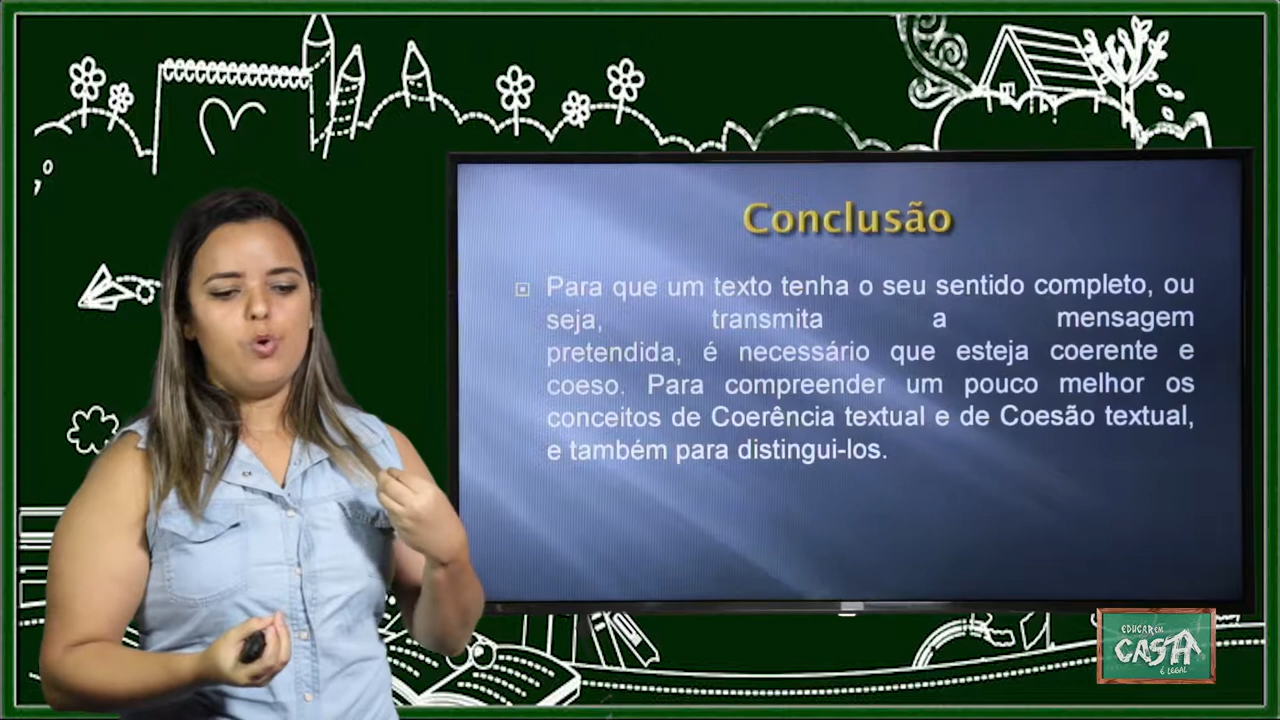 Conclusão
Para que um texto tenha o seu sentido completo, ou
seja, transmita a mensagem
pretendida, é necessário que esteja coerente e
coeso. Para compreender um pouco melhor os
conceitos de Coerência textual e de Coesão textual,
e também para distingui-los.
EDUCAR EM
CASA
É LEGAL